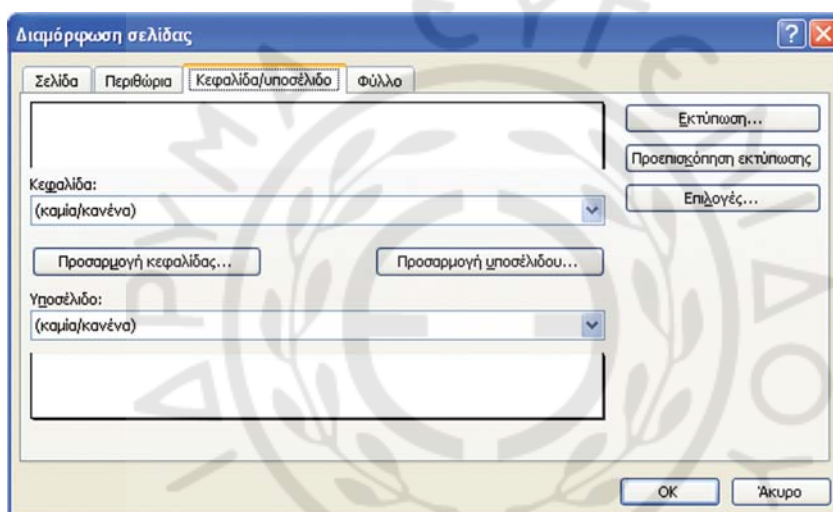 Διαμόρφωση σελίδας
Σελίδα Περιθώρια Κεφαλίδα/υποσέλιδο Φύλλο
Εκτύπωση...
Προεπισκόπηση εκτύπωσης
Κεφαλίδα:
(καμία/κανένα)
Επιλογές...
Προσαρμογή κεφαλίδας... Προσαρμογή υποσέλιδου...
Υποσέλιδο:
(καμία/κανένα)
OK Άκυρο